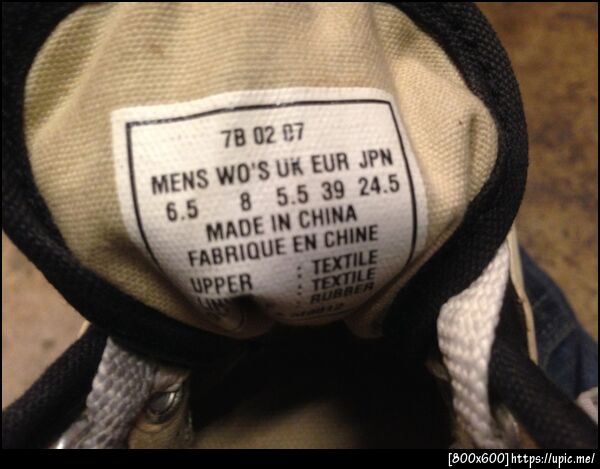 7B 02 07
MENS WO'S UK EUR JPN
6.5 8 5.5 39 24.5
MADE IN CHINA
FABRIQUE EN CHINE
UPPER : TEXTILE
: TEXTILE
: RUBBER
[800x600]https://upic.me/